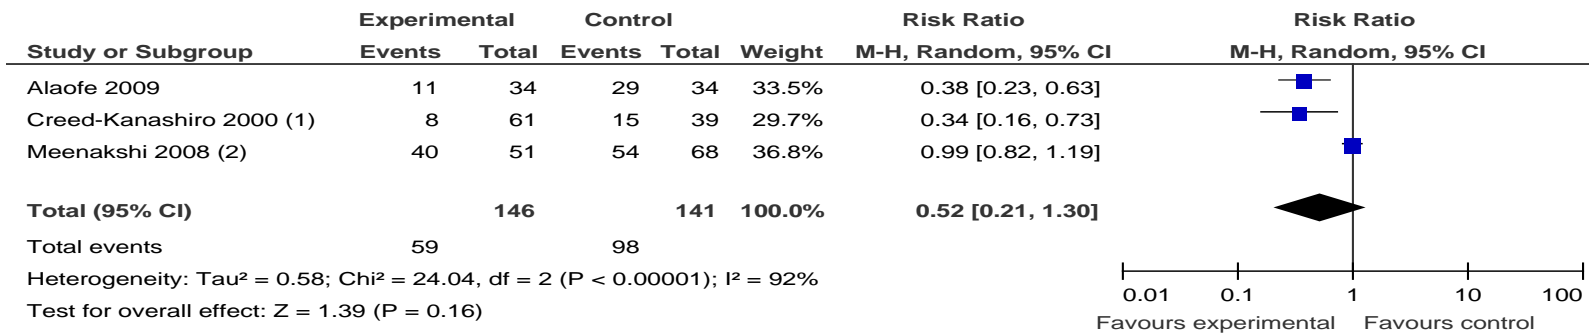 Experimental Control Risk Ratio Risk Ratio
Study or Subgroup Events Total Events Total Weight M-H, Random, 95% CI M-H, Random, 95% CI
Alaofe 2009 11 34 29 34 33.5% 0.38 [0.23, 0.63]
Creed-Kanashiro 2000 (1) 8 61 15 39 29.7% 0.34 [0.16, 0.73]
Meenakshi 2008 (2) 40 51 54 68 36.8% 0.99 [0.82, 1.19]
Total (95% CI) 146 141 100.0% 0.52 [0.21, 1.30]
Total events 59 98
Heterogeneity: Tau² = 0.58; Chi² = 24.04, df = 2 (P < 0.00001); I² = 92%
Test for overall effect: Z = 1.39 (P = 0.16)
0.01 0.1 1 10 100
Favours experimental Favours control